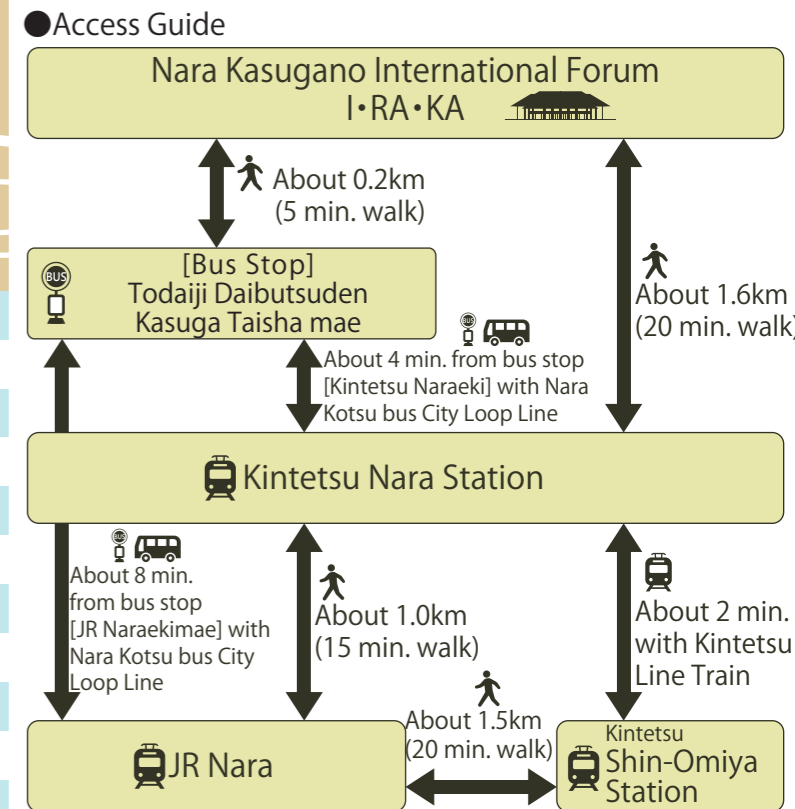 ●Access Guide
Nara Kasugano International Forum
I・RA・KA
About 0.2km
(5 min. walk)
BUS
[Bus Stop]
Todaiji Daibutsuden
Kasuga Taisha mae
About 1.6km
(20 min. walk)
BUS
About 4 min. from bus stop
[Kintetsu Naraeki] with Nara
Kotsu bus City Loop Line
Kintetsu Nara Station
BUS
About 8 min.
from bus stop
[JR Naraekimae] with
Nara Kotsu bus City
Loop Line
About 1.0km
(15 min. walk)
About 2 min.
with Kintetsu
Line Train
About 1.5km
(20 min. walk)
JR Nara
Kintetsu
Shin-Omiya
Station